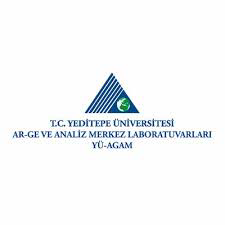 T.C. YEDİTEPE ÜNİVERSİTESİ
AR-GE VE ANALİZ MERKEZ LABORATUVARLARI
YÜ-AGAM